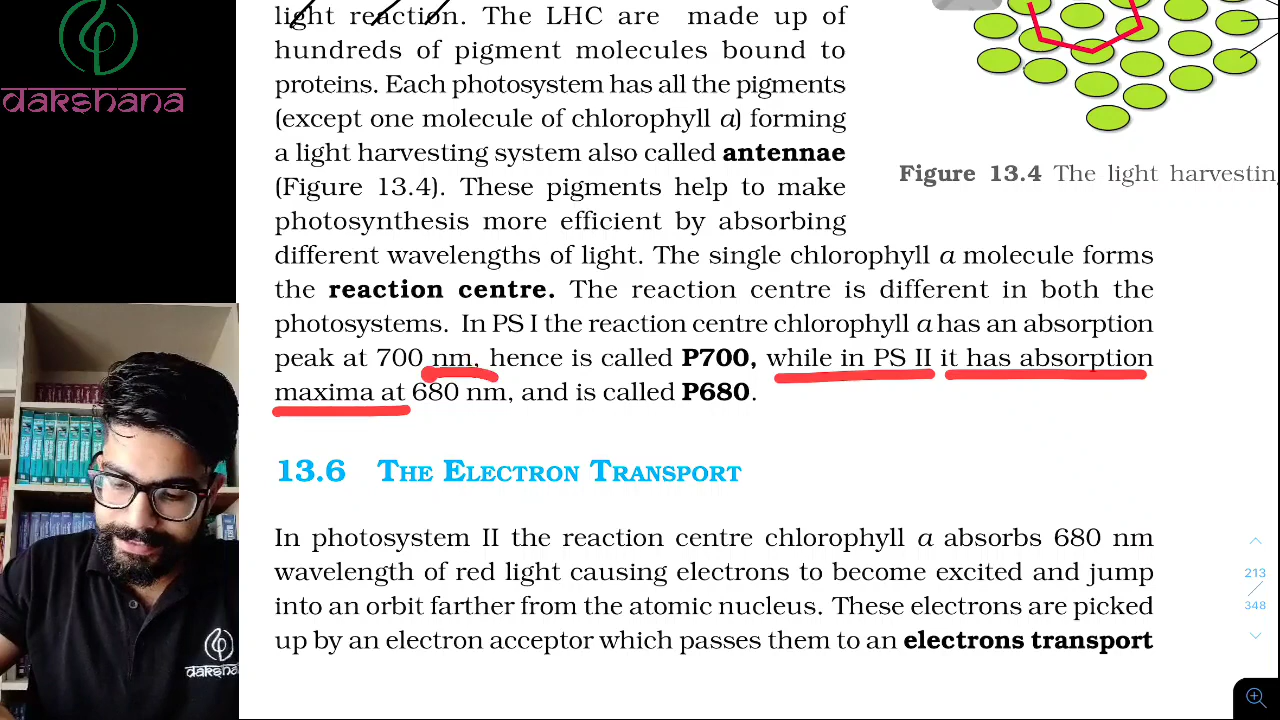 light reaction. The LHC are made up of
hundreds of pigment molecules bound to
proteins. Each photosystem has all the pigments
(except one molecule of chlorophyll a) forming
a light harvesting system also called antennae
(Figure 13.4). These pigments help to make
photosynthesis more efficient by absorbing
different wavelengths of light. The single chlorophyll a molecule forms
the reaction centre. The reaction centre is different in both the
photosystems. In PS I the reaction centre chlorophyll a has an absorption
peak at 700 nm, hence is called P700, while in PS II it has absorption
maxima at 680 nm, and is called P680.
Figure 13.4 The light harvestin
13.6 THE ELECTRON TRANSPORT
In photosystem II the reaction centre chlorophyll a absorbs 680 nm
wavelength of red light causing electrons to become excited and jump
into an orbit farther from the atomic nucleus. These electrons are picked
up by an electron acceptor which passes them to an electrons transport
dakshana
daksha
213
348